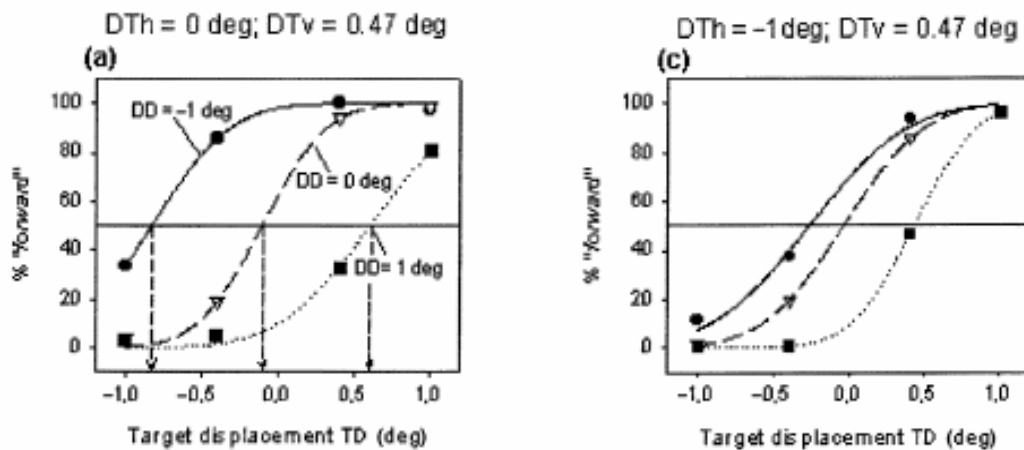 DTh = 0 deg; DTv = 0.47 deg
(a)
100
80
60
40
20
0
% "forward"
DD = -1 deg
DD = 0 deg
DD = 1 deg
-1,0
-0,5
0,0
0,5
1,0
Target displacement TD (deg)
DTh = -1 deg; DTv = 0.47 deg
(c)
100
80
60
40
20
0
% "forward"
-1,0
-0,5
0,0
0,5
1,0
Target displacement TD (deg)